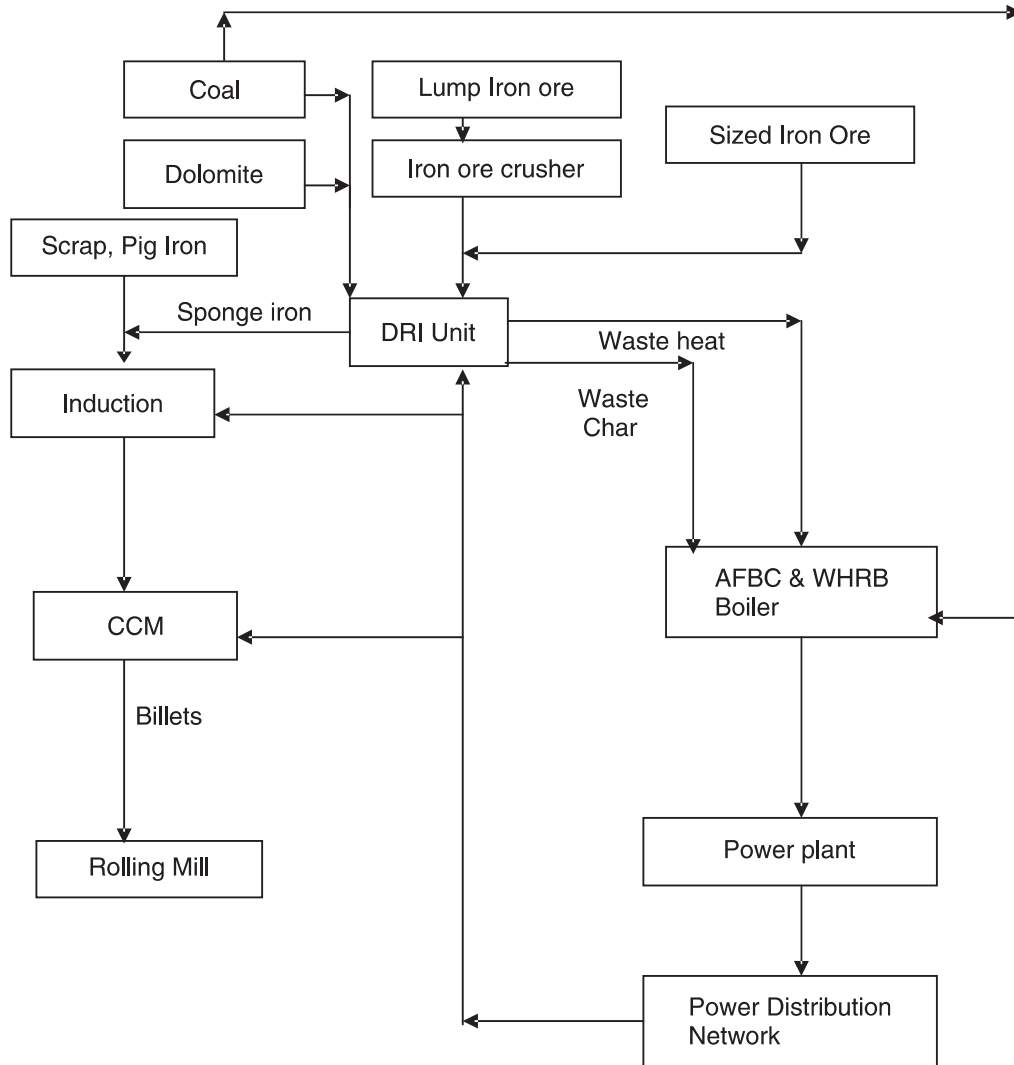 Coal
Lump Iron ore
Sized Iron Ore
Dolomite
Iron ore crusher
Scrap, Pig Iron
Sponge iron
DRI Unit
Waste heat
Waste
Char
Induction
AFBC & WHRB
Boiler
CCM
Billets
Power plant
Rolling Mill
Power Distribution
Network